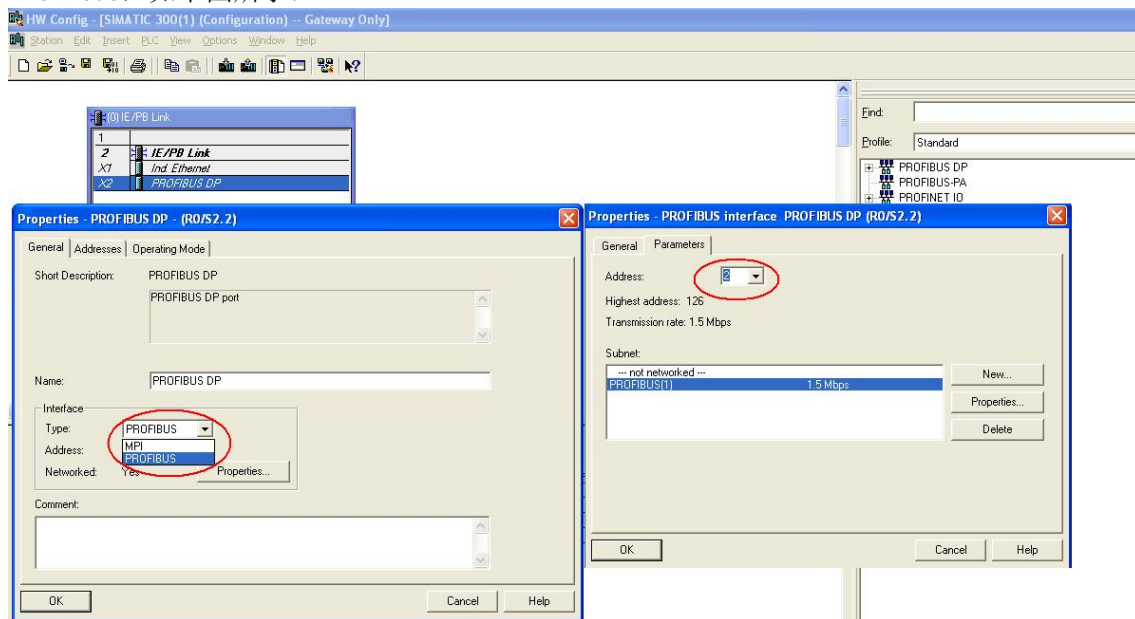 HW Config - [SIMATIC 300(1) (Configuration) -- Gateway Only]
Station Edit Insert PLC View Options Window Help
(0) IE/PB Link
1
2 IE/PB Link
X1 Ind. Ethernet
X2 PROFIBUS DP
Find:
Profile: Standard
PROFIBUS DP
PROFIBUS-PA
PROFINET IO
Properties - PROFIBUS DP - (R0/S2.2)
General Addresses Operating Mode
Short Description: PROFIBUS DP
PROFIBUS DP port
Name: PROFIBUS DP
Interface
Type: PROFIBUS
MPI
PROFIBUS
Address:
Networked: Yes Properties...
Comment:
OK Cancel Help
Properties - PROFIBUS interface PROFIBUS DP (R0/S2.2)
General Parameters
Address: 2
Highest address: 126
Transmission rate: 1.5 Mbps
Subnet:
--- not networked ---
PROFIBUS(1) 1.5 Mbps
New...
Properties...
Delete
OK Cancel Help